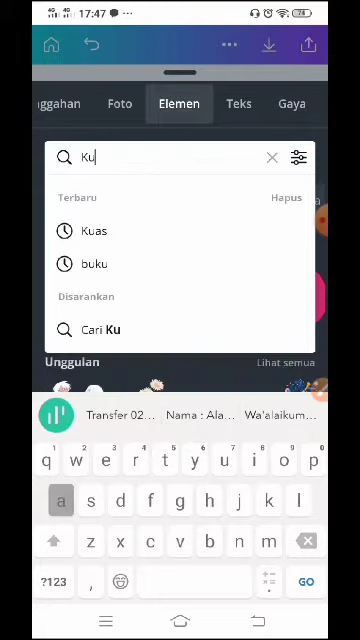 17:47
ggahan Foto Elemen Teks Gaya
Ku
Terbaru Hapus
Kuas
buku
Disarankan
Cari Ku
Unggulan Lihat semua
Transfer 02... Nama : Ala... Wa'alaikum...
1 2 3 4 5 6 7 8 9 0
q w e r t y u i o p
a s d f g h j k l
z x c v b n m
?123 , . GO